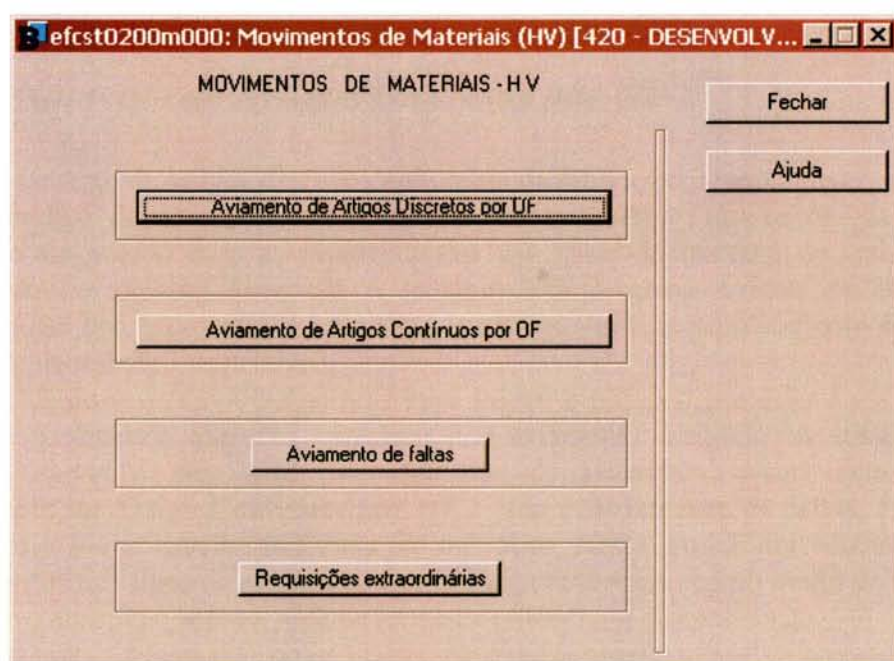 efcst0200m000: Movimentos de Materiais (HV) [420 - DESENVOLV...
MOVIMENTOS DE MATERIAIS - H V
Fechar
Ajuda
Aviamento de Artigos Discretos por OF
Aviamento de Artigos Contínuos por OF
Aviamento de faltas
Requisições extraordinárias